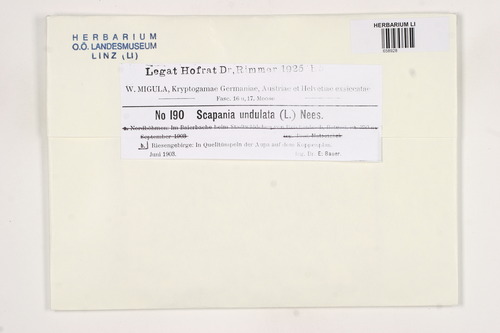 HERBARIUM
O.Ö. LANDESMUSEUM
LINZ (LI)
HERBARIUM LI
Legat Hofrat Dr. Rimmer 1925
W. MIGULA, Kryptogamae Germaniae, Austriae et Helvetiae exsiccatae
Fasc. 16 u. 17. Moose
No 190 Scapania undulata (L.) Nees.
a. Nordböhmen: Im
September 1903
b. Riesengebirge: In Quelltümpeln der Aupa auf dem Koppenplan.
Juni 1903. leg. Dr. E. Bauer.